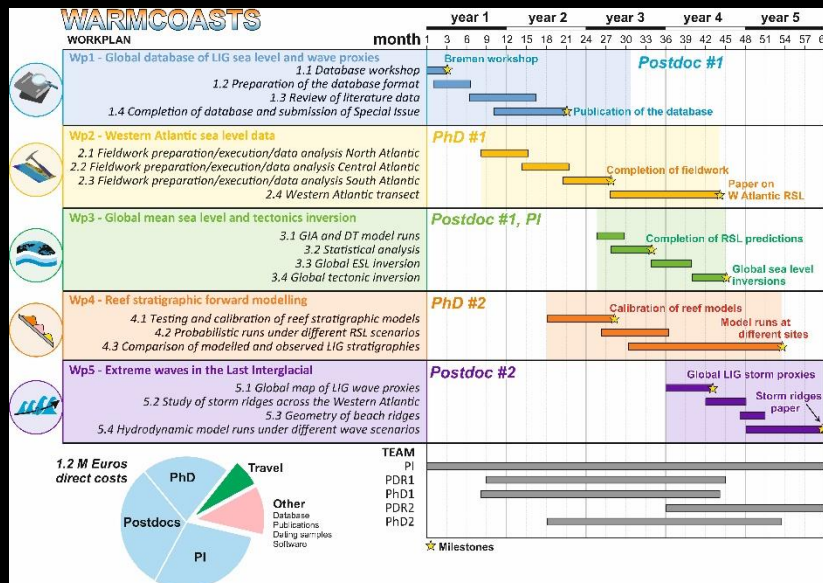 WARMCOASTS
WORKPLAN
year 1 year 2 year 3 year 4 year 5
month 1 3 6 9 12 15 18 21 24 27 30 33 36 39 42 45 48 51 54 57 6
Wp1 - Global database of LIG sea level and wave proxies
Postdoc #1
1.1 Database workshop
Bremen workshop
1.2 Preparation of the database format
1.3 Review of literature data
1.4 Completion of database and submission of Special Issue
Publication of the database
Wp2 - Western Atlantic sea level data
PhD #1
2.1 Fieldwork preparation/execution/data analysis North Atlantic
2.2 Fieldwork preparation/execution/data analysis Central Atlantic
2.3 Fieldwork preparation/execution/data analysis South Atlantic
Completion of fieldwork
2.4 Western Atlantic transect
Paper on
W Atlantic RSL
Wp3 - Global mean sea level and tectonics inversion
Postdoc #1, PI
3.1 GIA and DT model runs
3.2 Statistical analysis
Completion of RSL predictions
3.3 Global ESL inversion
3.4 Global tectonic inversion
Global sea level
inversions
Wp4 - Reef stratigraphic forward modelling
PhD #2
4.1 Testing and calibration of reef stratigraphic models
Calibration of reef models
4.2 Probabilistic runs under different RSL scenarios
4.3 Comparison of modelled and observed LIG stratigraphies
Model runs at
different sites
Wp5 - Extreme waves in the Last Interglacial
Postdoc #2
5.1 Global map of LIG wave proxies
Global LIG storm proxies
5.2 Study of storm ridges across the Western Atlantic
5.3 Geometry of beach ridges
5.4 Hydrodynamic model runs under different wave scenarios
Storm ridges
paper
1.2 M Euros
direct costs
PhD
Travel
Other
Database
Publications
Dating samples
Software
Postdocs
PI
TEAM
PI
PDR1
PhD1
PDR2
PhD2
Milestones